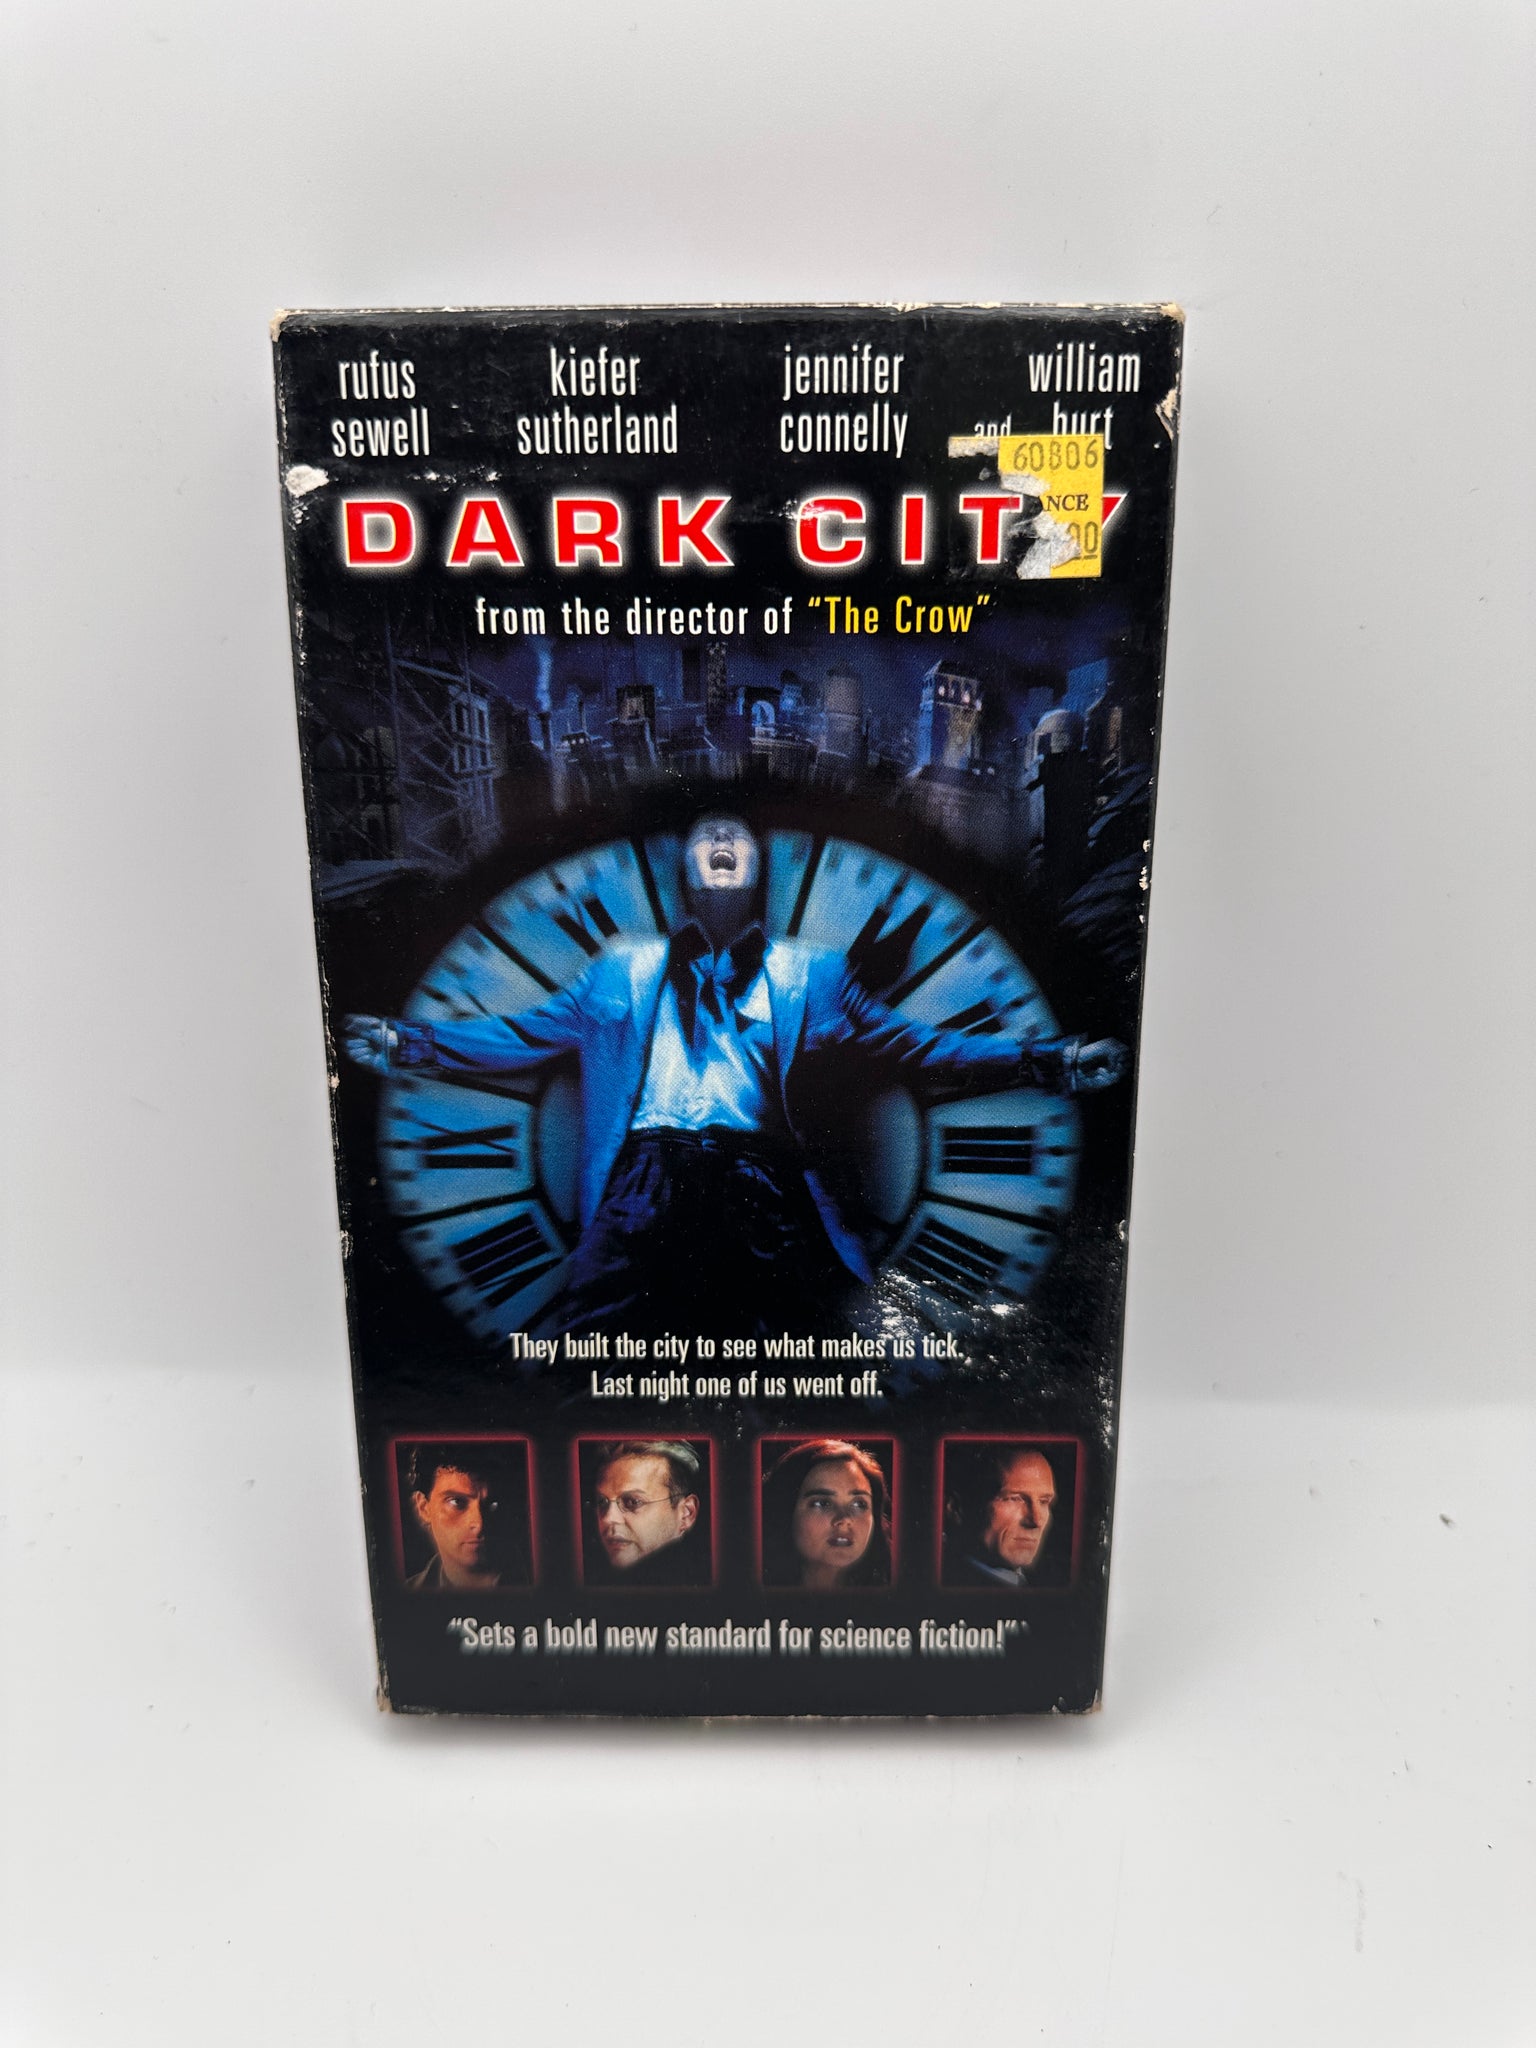 rufus kiefer jennifer william
sewell sutherland connelly and hurt
60806
ANCE
00
DARK CITY
from the director of "The Crow"
They built the city to see what makes us tick.
Last night one of us went off.
"Sets a bold new standard for science fiction!"